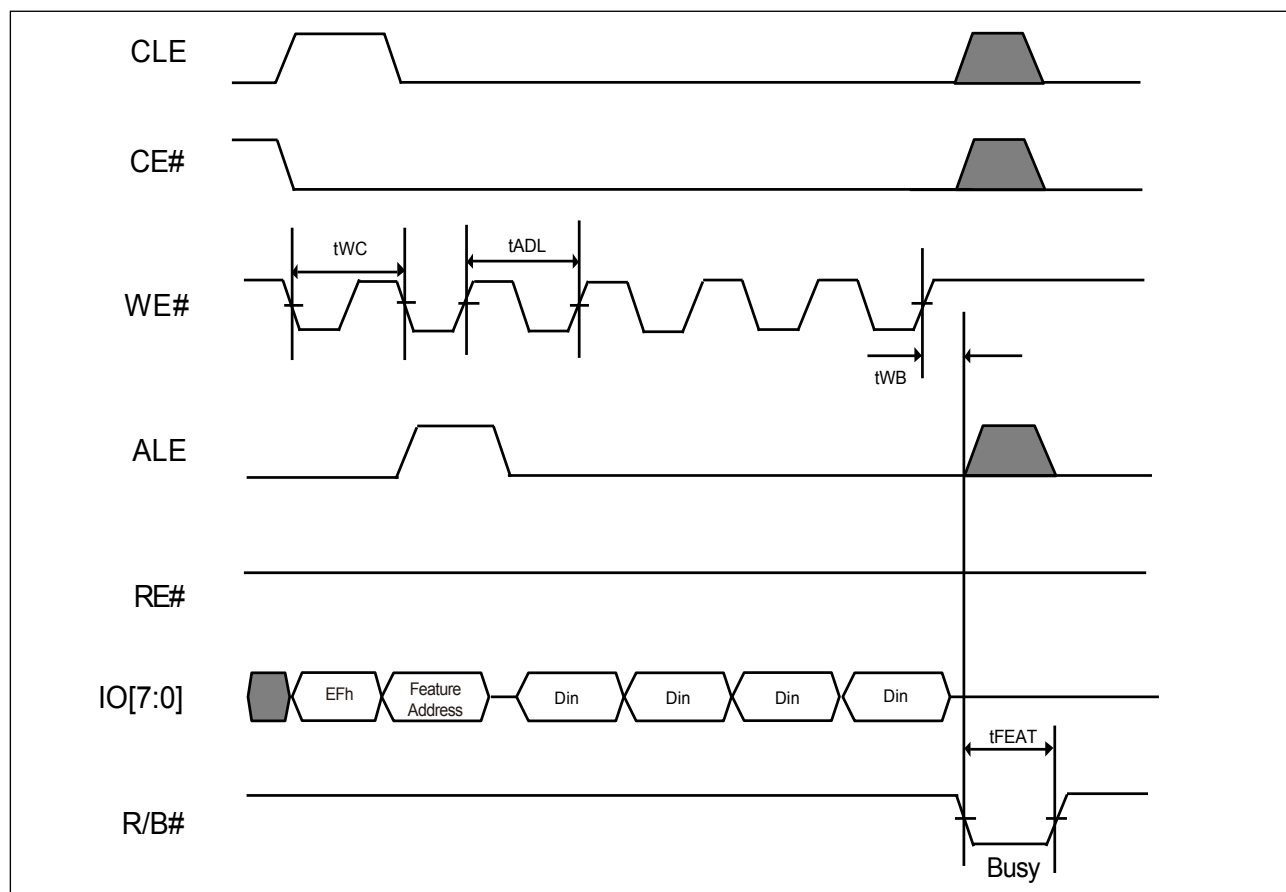 CLE
CE#
tWC
tADL
WE#
tWB
ALE
RE#
IO[7:0]
EFh
Feature
Address
Din
Din
Din
Din
tFEAT
R/B#
Busy